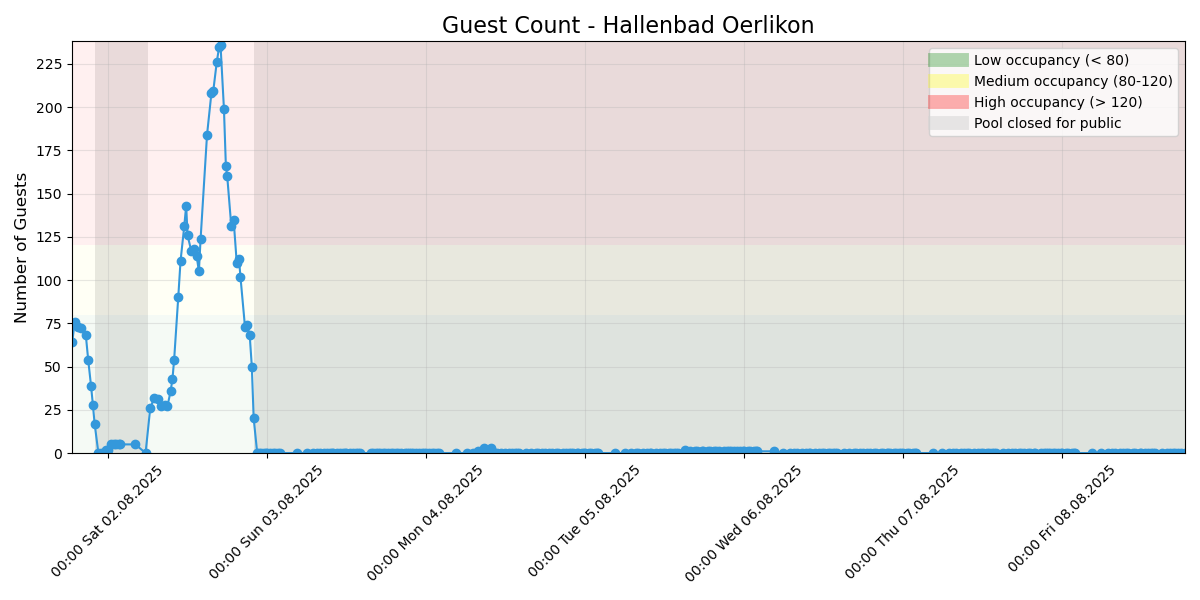 Guest Count - Hallenbad Oerlikon
Low occupancy (< 80)
Medium occupancy (80-120)
High occupancy (> 120)
Pool closed for public
Number of Guests
225
200
175
150
125
100
75
50
25
0
00:00 Sat 02.08.2025
00:00 Sun 03.08.2025
00:00 Mon 04.08.2025
00:00 Tue 05.08.2025
00:00 Wed 06.08.2025
00:00 Thu 07.08.2025
00:00 Fri 08.08.2025